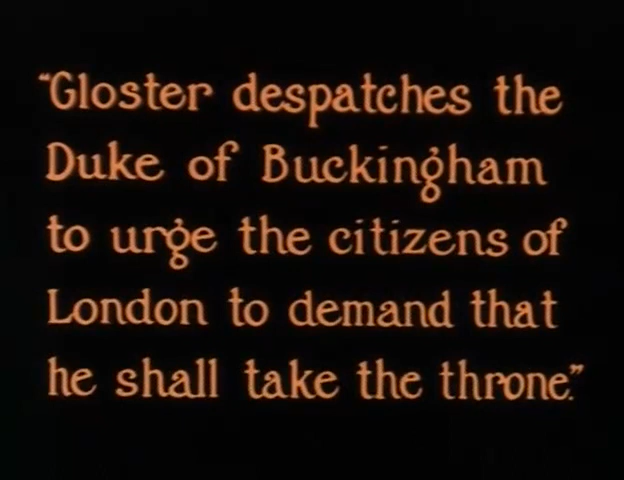 "Gloster despatches the
Duke of Buckingham
to urge the citizens of
London to demand that
he shall take the throne."